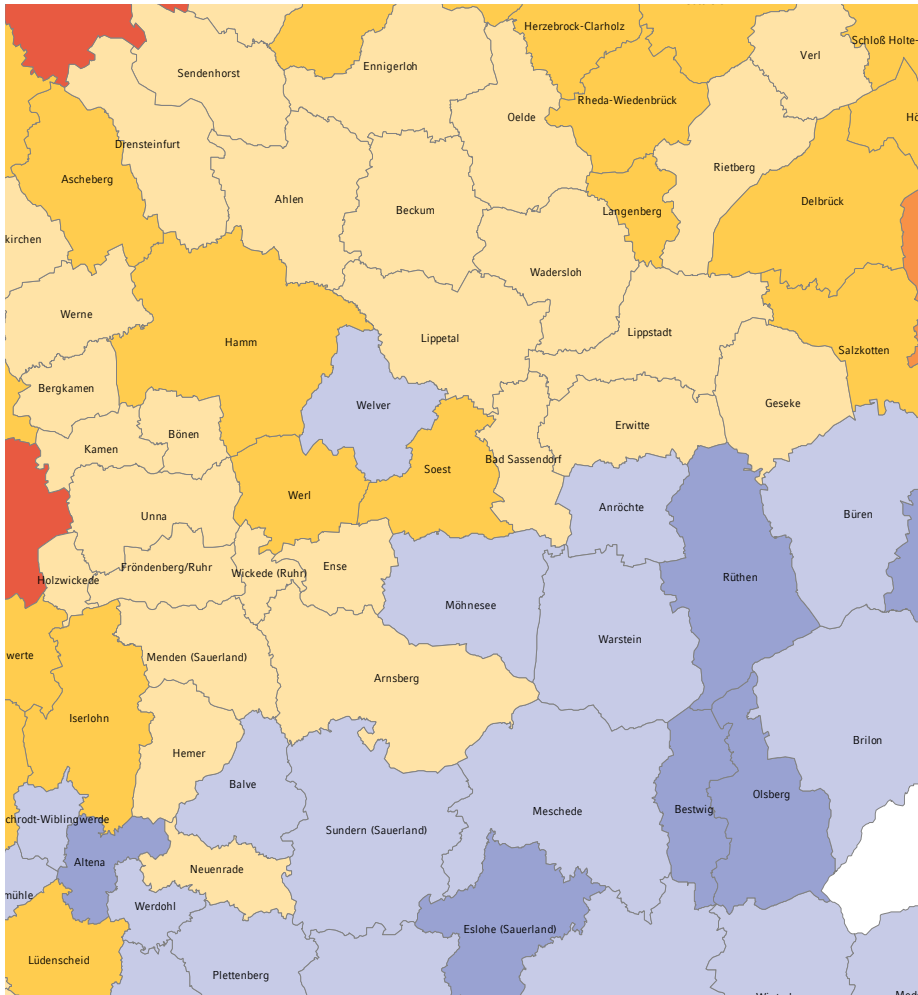 Herzebrock-Clarholz
Schloß Holte-
Verl
Ennigerloh
Sendenhorst
Rheda-Wiedenbrück
Oelde
Hö
Drensteinfurt
Rietberg
Ascheberg
Ahlen
Delbrück
Beckum
Langenberg
kirchen
Wadersloh
Werne
Lippstadt
Lippetal
Hamm
Salzkotten
Bergkamen
Geseke
Welver
Erwitte
Bönen
Kamen
Bad Sassendorf
Soest
Werl
Anröchte
Büren
Unna
Fröndenberg/Ruhr
Ense
Wickede (Ruhr)
Rüthen
Holzwickede
Möhnesee
Warstein
werte
Menden (Sauerland)
Arnsberg
Iserlohn
Brilon
Hemer
Balve
Olsberg
Bestwig
Meschede
chrodt-Wiblingwerde
Sundern (Sauerland)
Altena
Neuenrade
mühle
Werdohl
Eslohe (Sauerland)
Lüdenscheid
Plettenberg